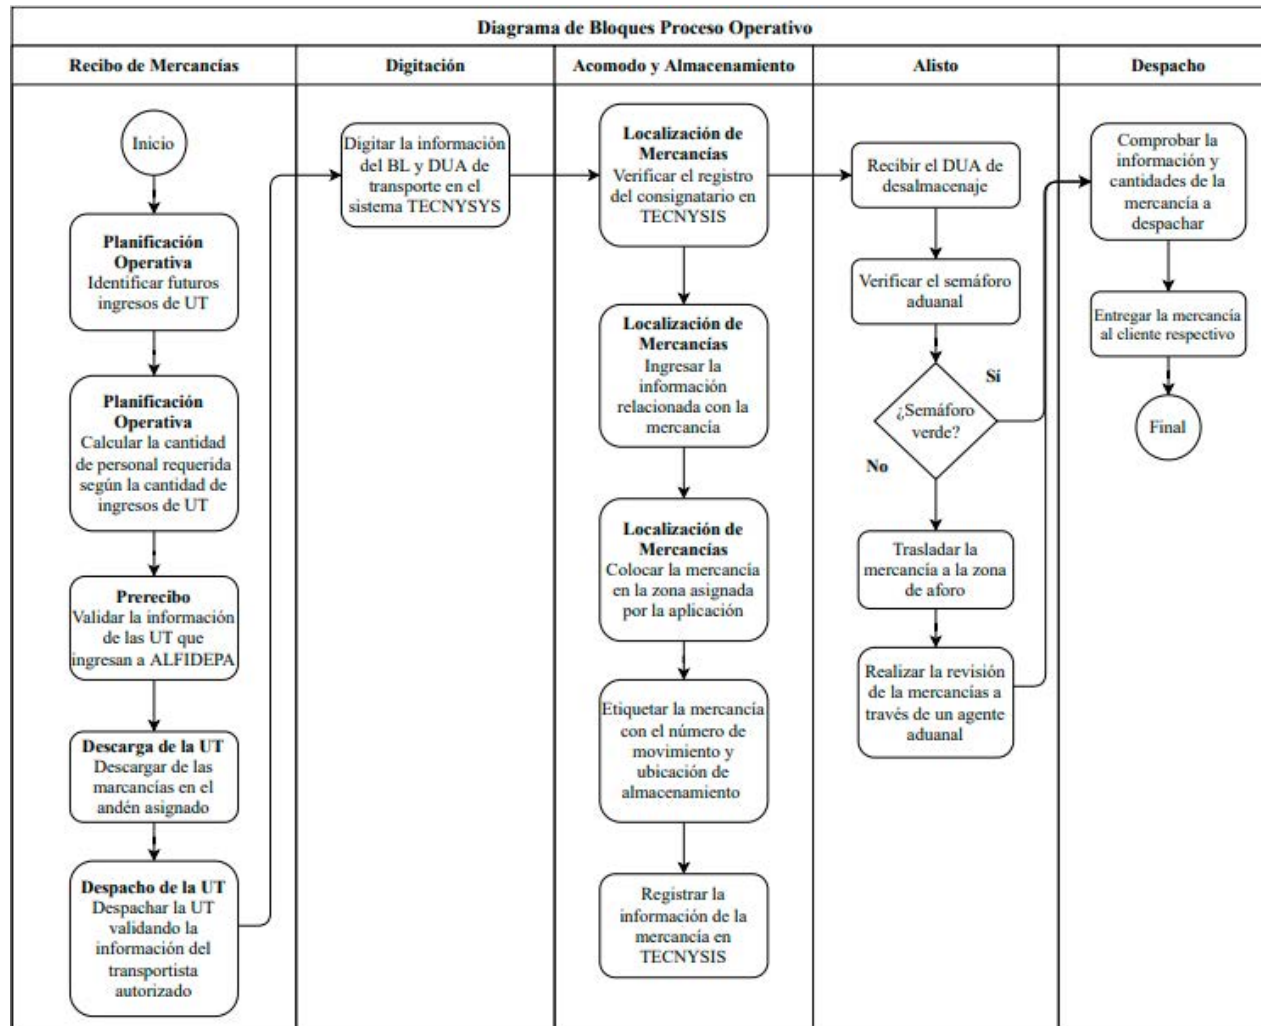 Diagrama de Bloques Proceso Operativo
Recibo de Mercancías
Digitación
Acomodo y Almacenamiento
Alisto
Despacho
Inicio
Planificación
Operativa
Identificar futuros
ingresos de UT
Planificación
Operativa
Calcular la cantidad
de personal requerida
según la cantidad de
ingresos de UT
Prerecibo
Validar la información
de las UT que
ingresan a ALFIDEPA
Descarga de la UT
Descargar de las
marcancías en el
andén asignado
Despacho de la UT
Despachar la UT
validando la
información del
transportista
autorizado
Digitar la información
del BL y DUA de
transporte en el
sistema TECNYSYS
Localización de
Mercancías
Verificar el registro
del consignatario en
TECNYSIS
Localización de
Mercancías
Ingresar la
información
relacionada con la
mercancia
Localización de
Mercancías
Colocar la mercancía
en la zona asignada
por la aplicación
Etiquetar la mercancía
con el número de
movimiento y
ubicación de
almacenamiento
Registrar la
información de la
mercancía en
TECNYSIS
Recibir el DUA de
desalmacenaje
Verificar el semáforo
aduanal
¿Semáforo
verde?
Sí
No
Trasladar la
mercancía a la zona
de aforo
Realizar la revisión
de la mercancías a
través de un agente
aduanal
Comprobar la
información y
cantidades de la
mercancía a
despachar
Entregar la mercancía
al cliente respectivo
Final